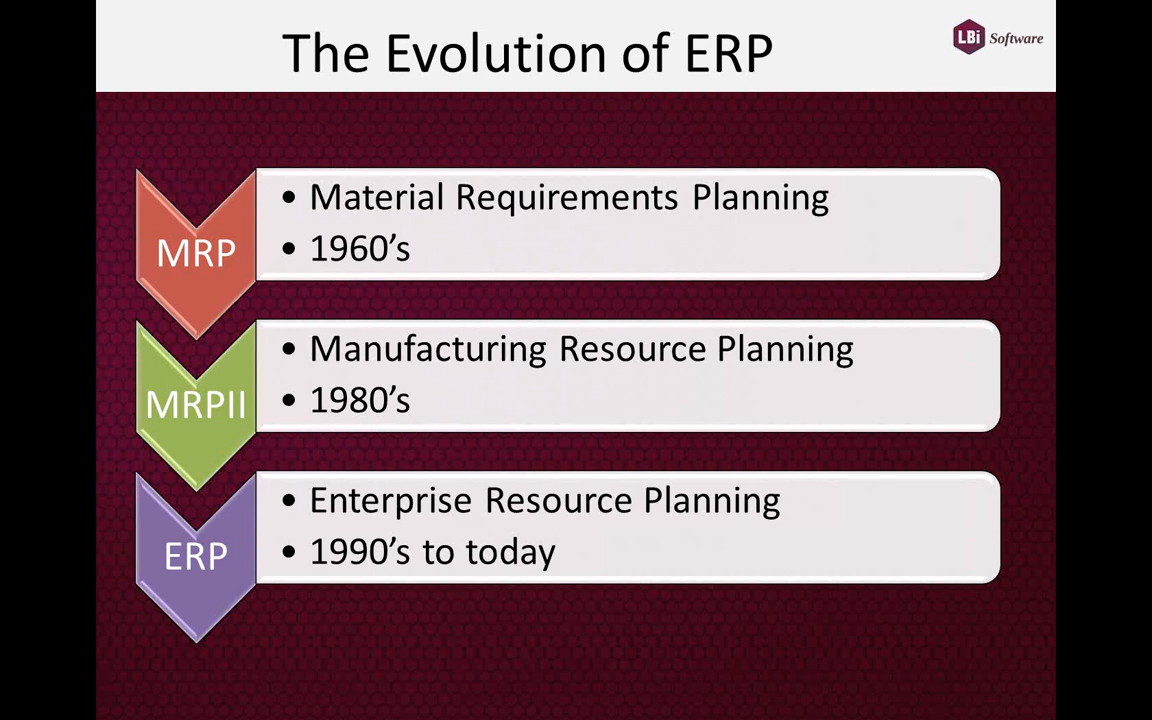 The Evolution of ERP
LBi Software
MRP
• Material Requirements Planning
• 1960’s
MRPII
• Manufacturing Resource Planning
• 1980’s
ERP
• Enterprise Resource Planning
• 1990’s to today